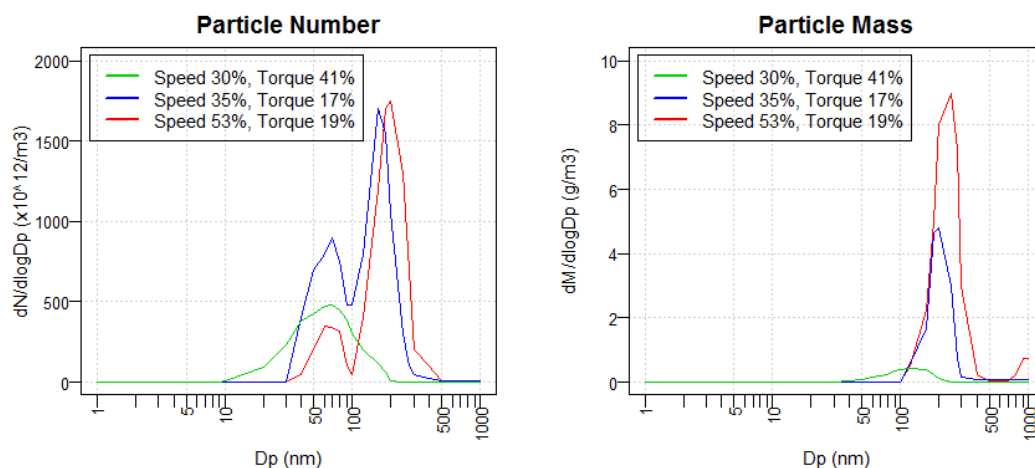 Particle Number
Speed 30%, Torque 41%
Speed 35%, Torque 17%
Speed 53%, Torque 19%
dN/dlogDp (x10^12/m3)
2000
1500
1000
500
0
1
5
10
50
100
500
1000
Dp (nm)
Particle Mass
Speed 30%, Torque 41%
Speed 35%, Torque 17%
Speed 53%, Torque 19%
dM/dlogDp (g/m3)
10
8
6
4
2
0
1
5
10
50
100
500
1000
Dp (nm)